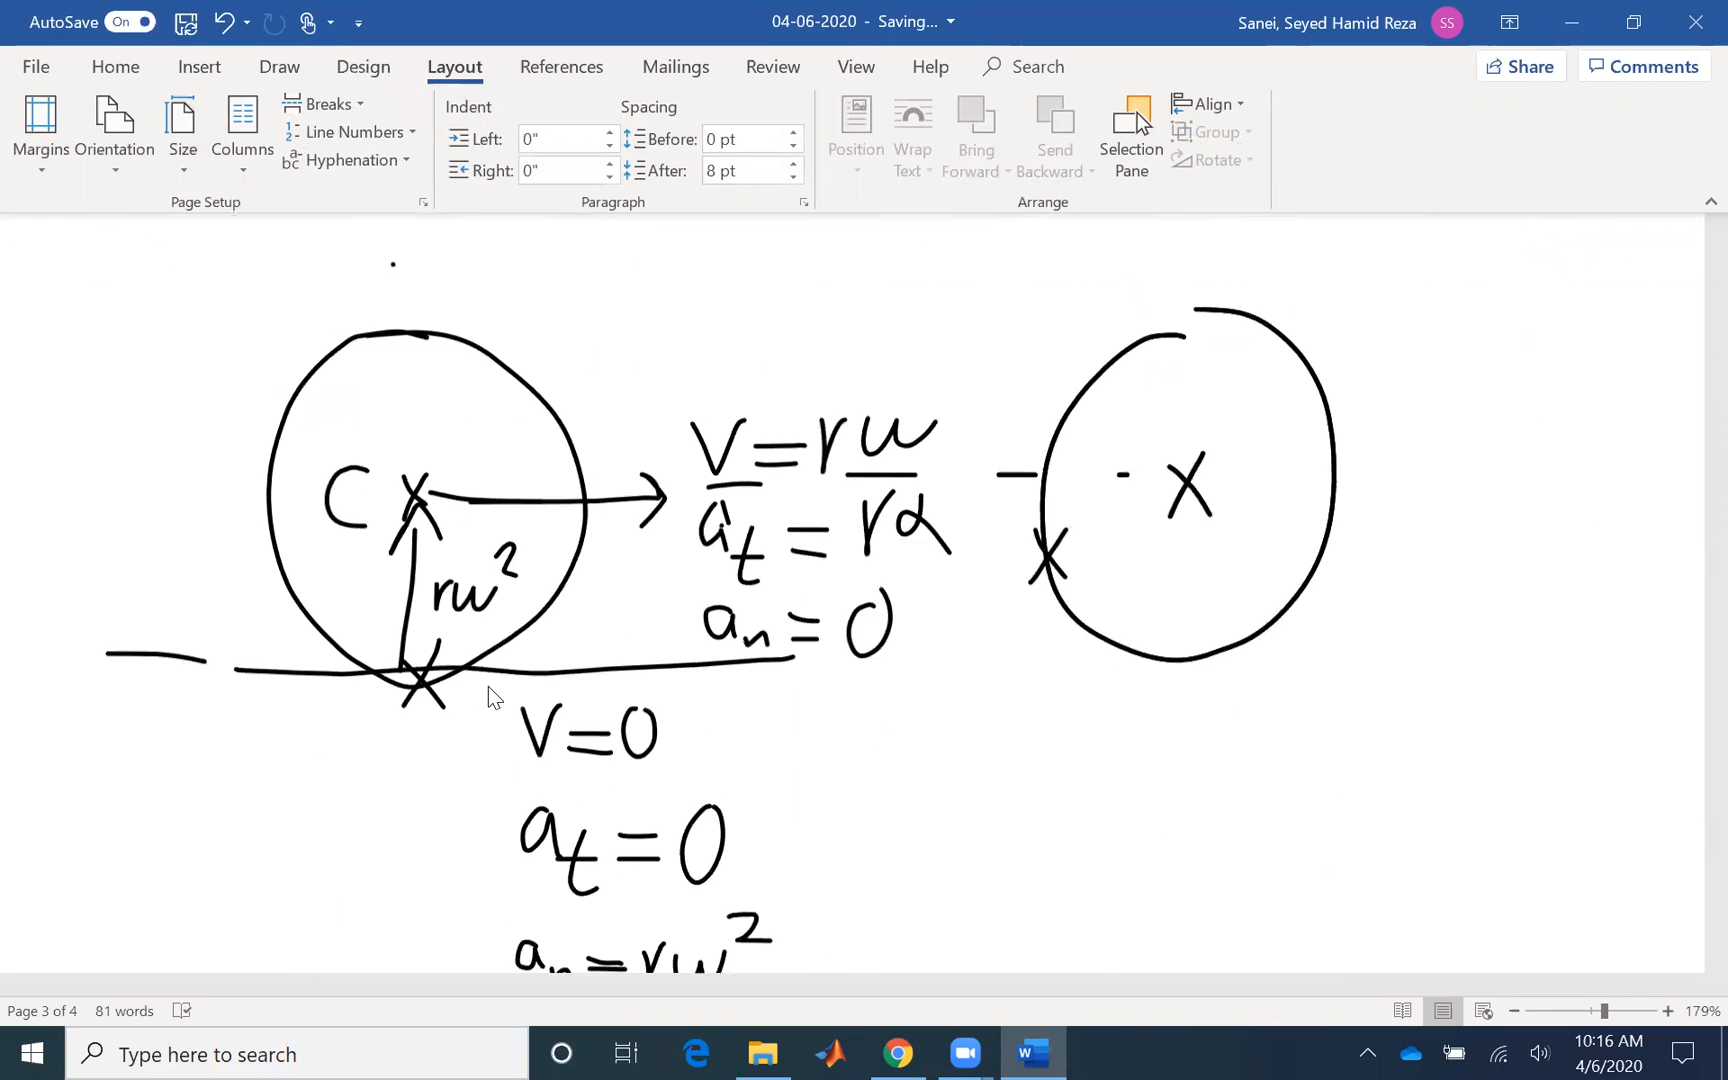 AutoSave On 04-06-2020 - Saving... Sanei, Seyed Hamid Reza SS
File Home Insert Draw Design Layout References Mailings Review View Help Search Share Comments
Margins Orientation Size Columns
Breaks
Line Numbers
Hyphenation
Page Setup
Indent Spacing
Left: 0" Before: 0 pt
Right: 0" After: 8 pt
Paragraph
Position Wrap Text Bring Forward Send Backward Selection Pane
Align
Group
Rotate
Arrange
C
rω²
V=rω
a_t = rα
a_n = 0
V=0
a_t = 0
a_n = rω²
Page 3 of 4 81 words 179%
Type here to search
10:16 AM
4/6/2020